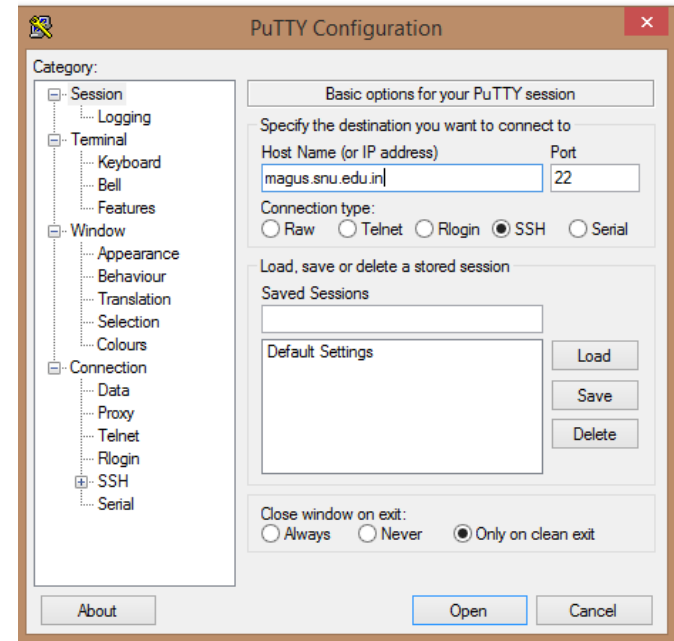 PuTTY Configuration
Category:
Session
Logging
Terminal
Keyboard
Bell
Features
Window
Appearance
Behaviour
Translation
Selection
Colours
Connection
Data
Proxy
Telnet
Rlogin
SSH
Serial
Basic options for your PuTTY session
Specify the destination you want to connect to
Host Name (or IP address) Port
magus.snu.edu.in 22
Connection type:
Raw Telnet Rlogin SSH Serial
Load, save or delete a stored session
Saved Sessions
Default Settings
Load
Save
Delete
Close window on exit:
Always Never Only on clean exit
About Open Cancel